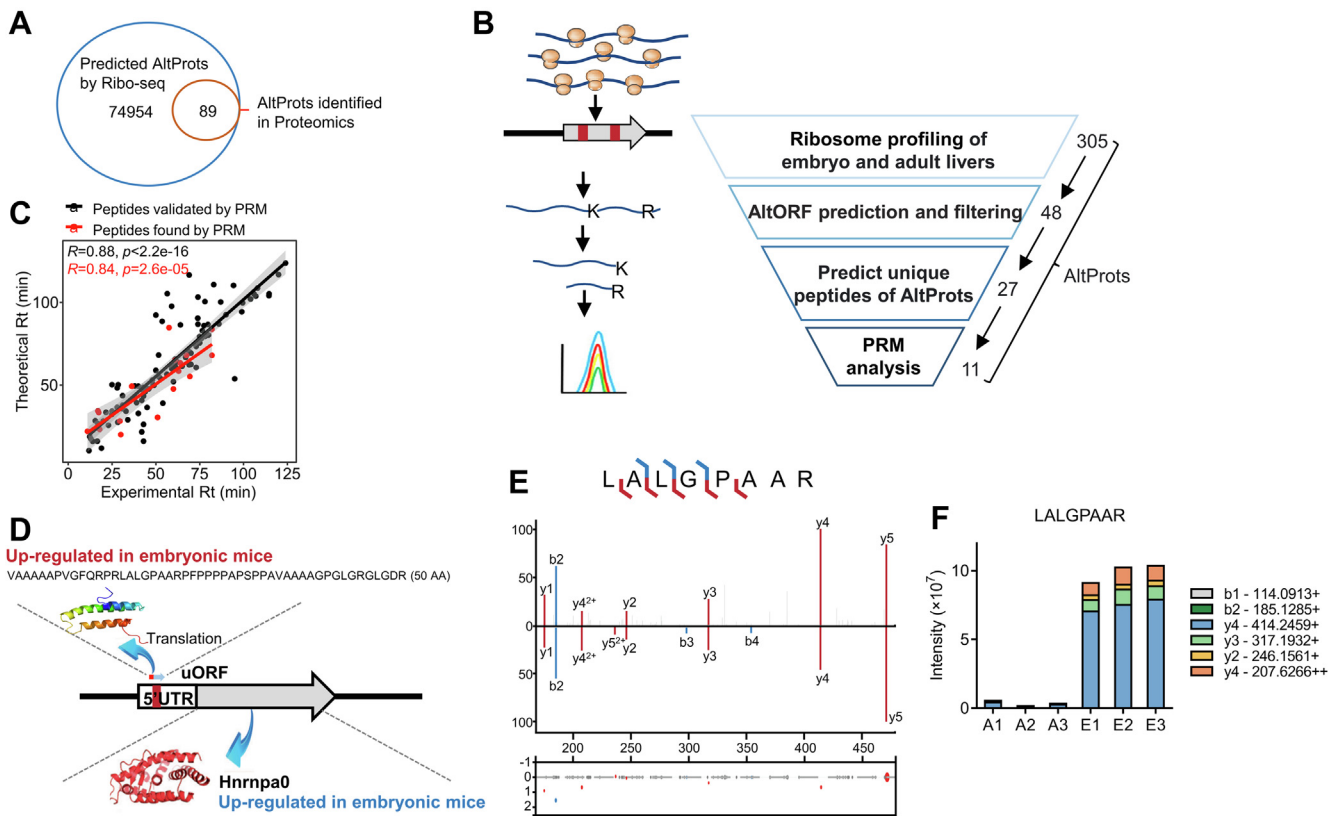 A
Predicted AltProts
by Ribo-seq
74954
89
AltProts identified
in Proteomics
B
K
R
K
R
Ribosome profiling of
embryo and adult livers
AltORF prediction and filtering
Predict unique
peptides of AltProts
PRM
analysis
305
48
27
11
AltProts
C
a Peptides validated by PRM
a Peptides found by PRM
R=0.88, p<2.2e-16
R=0.84, p=2.6e-05
Theoretical Rt (min)
100
50
0 25 50 75 100 125
Experimental Rt (min)
D
Up-regulated in embryonic mice
VAAAAAPVGFQRPRLALGPAARPFPPPPAPSPPAVAAAAGPGLGRGLGDR (50 AA)
Translation
uORF
5'UTR
Hnrnpa0
Up-regulated in embryonic mice
E
L A L G P A A R
100
50
0
50
100
y1
b2
y4²⁺
y2
y3
y4
y5
y1
b2
y4²⁺
y5²⁺
y2
b3
y3
b4
y4
y5
200 250 300 350 400 450
-1
0
1
2
F
LALGPAAR
Intensity (×10⁷)
10
5
0
A1 A2 A3 E1 E2 E3
b1 - 114.0913+
b2 - 185.1285+
y4 - 414.2459+
y3 - 317.1932+
y2 - 246.1561+
y4 - 207.6266++